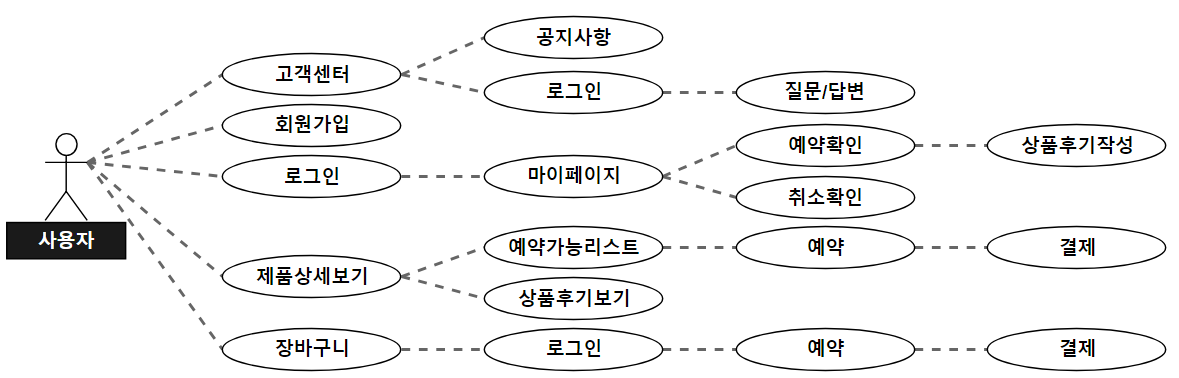 공지사항
고객센터
로그인
질문/답변
회원가입
예약확인
상품후기작성
로그인
마이페이지
취소확인
사용자
제품상세보기
예약가능리스트
예약
결제
상품후기보기
장바구니
로그인
예약
결제